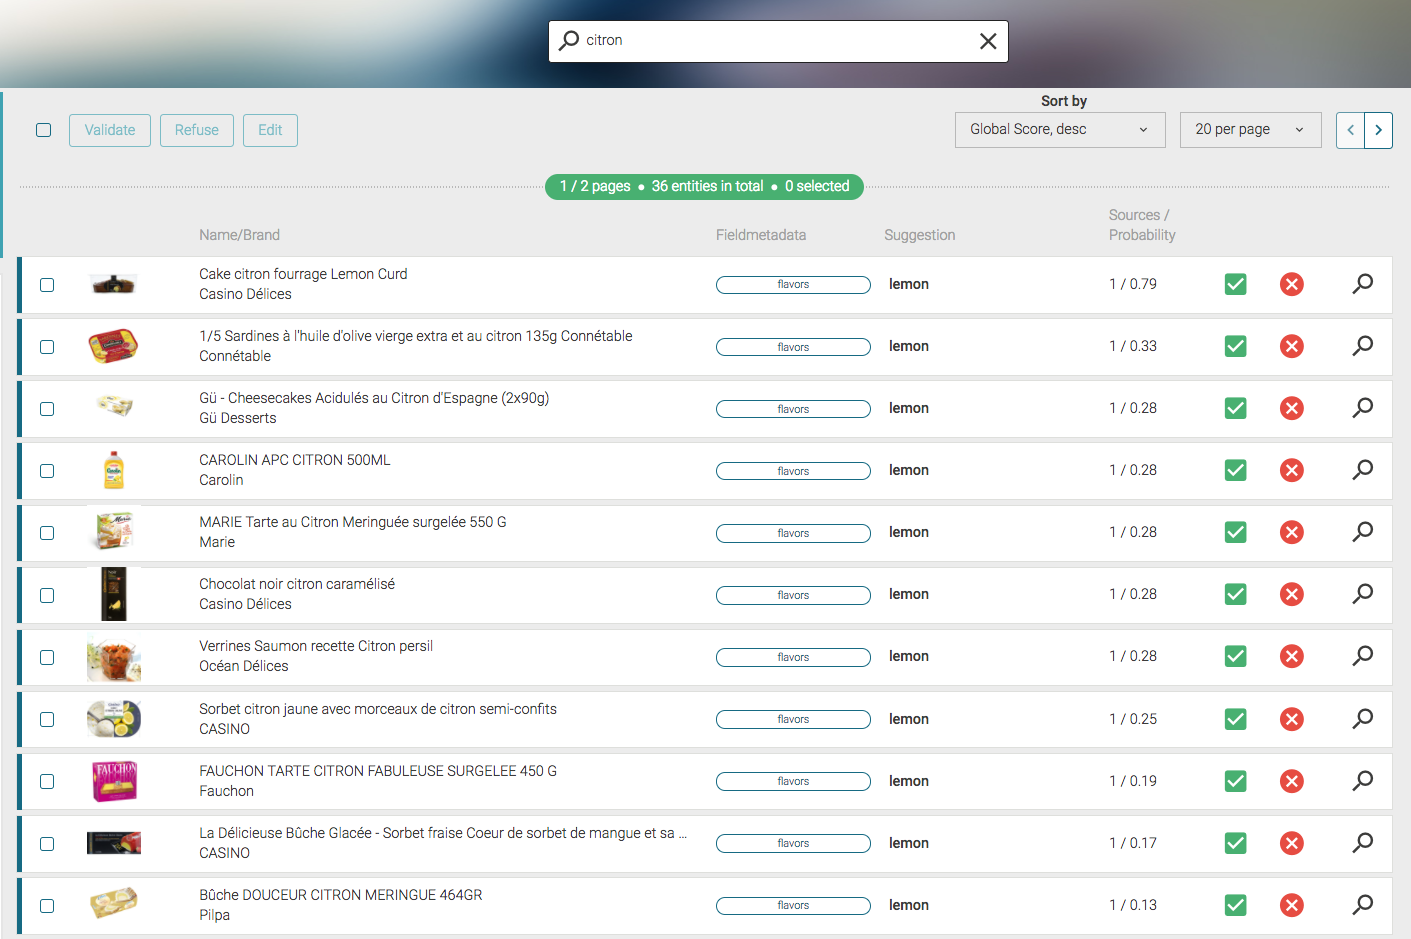 citron
Sort by
Validate
Refuse
Edit
Global Score, desc
20 per page
1 / 2 pages ● 36 entities in total ● 0 selected
Name/Brand
Fieldmetadata
Suggestion
Sources /
Probability
Cake citron fourrage Lemon Curd
Casino Délices
flavors
lemon
1 / 0.79
1/5 Sardines à l'huile d'olive vierge extra et au citron 135g Connétable
Connétable
flavors
lemon
1 / 0.33
Gü - Cheesecakes Acidulés au Citron d'Espagne (2x90g)
Gü Desserts
flavors
lemon
1 / 0.28
CAROLIN APC CITRON 500ML
Carolin
flavors
lemon
1 / 0.28
MARIE Tarte au Citron Meringuée surgelée 550 G
Marie
flavors
lemon
1 / 0.28
Chocolat noir citron caramélisé
Casino Délices
flavors
lemon
1 / 0.28
Verrines Saumon recette Citron persil
Océan Délices
flavors
lemon
1 / 0.28
Sorbet citron jaune avec morceaux de citron semi-confits
CASINO
flavors
lemon
1 / 0.25
FAUCHON
FAUCHON TARTE CITRON FABULEUSE SURGELEE 450 G
Fauchon
flavors
lemon
1 / 0.19
La Délicieuse Bûche Glacée - Sorbet fraise Coeur de sorbet de mangue et sa ...
CASINO
flavors
lemon
1 / 0.17
Bûche DOUCEUR CITRON MERINGUE 464GR
Pilpa
flavors
lemon
1 / 0.13